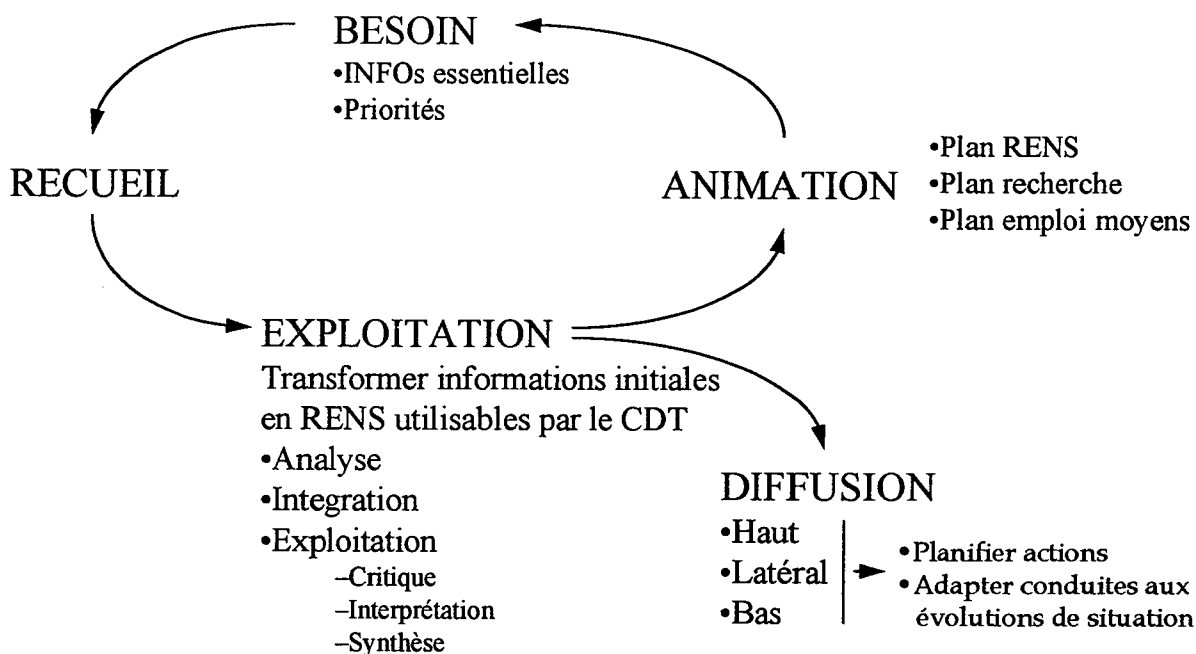 BESOIN
•INFOs essentielles
•Priorités
RECUEIL
ANIMATION
•Plan RENS
•Plan recherche
•Plan emploi moyens
EXPLOITATION
Transformer informations initiales
en RENS utilisables par le CDT
•Analyse
•Integration
•Exploitation
–Critique
–Interprétation
–Synthèse
DIFFUSION
•Haut
•Latéral
•Bas
•Planifier actions
•Adapter conduites aux
évolutions de situation